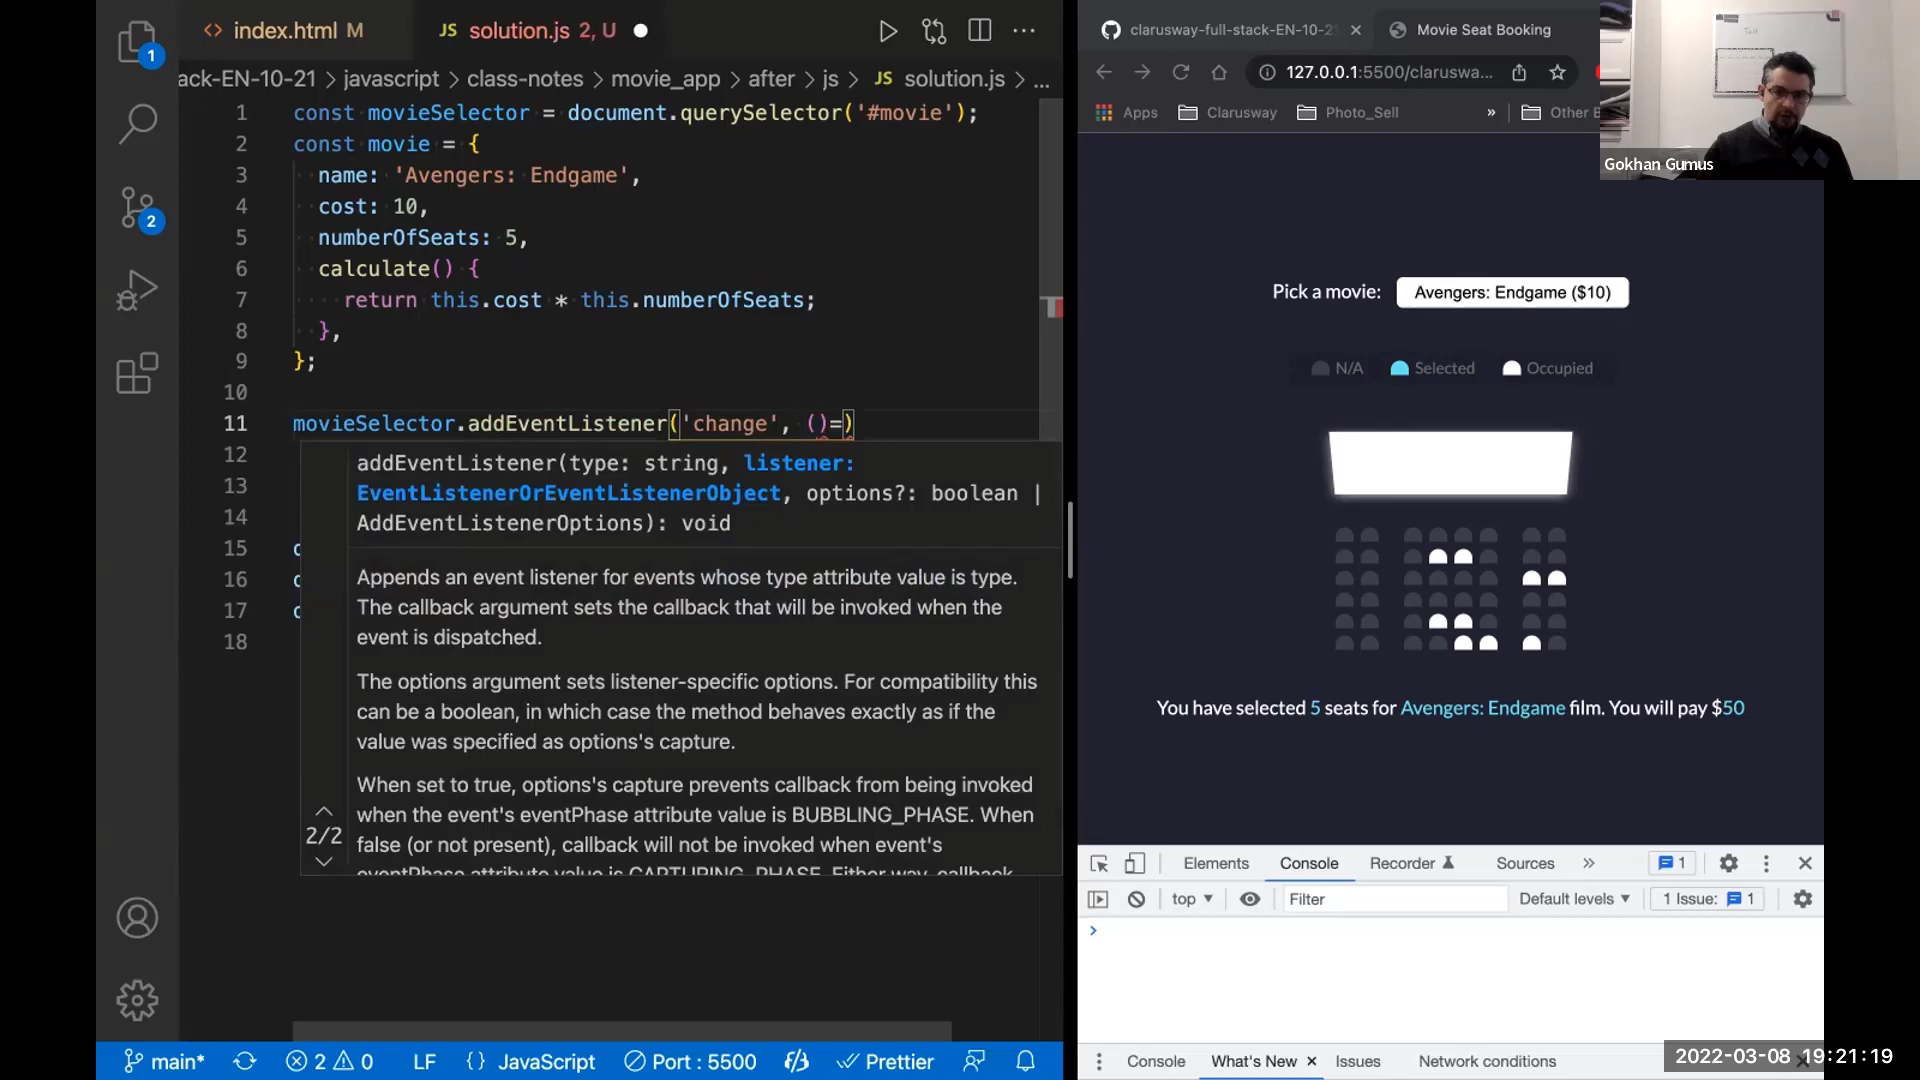 index.html M
JS solution.js 2, U
ack-EN-10-21 > javascript > class-notes > movie_app > after > js > JS solution.js > ...
1 const movieSelector = document.querySelector('#movie');
2 const movie = {
3 name: 'Avengers: Endgame',
4 cost: 10,
5 numberOfSeats: 5,
6 calculate() {
7 return this.cost * this.numberOfSeats;
8 },
9 };
10
11 movieSelector.addEventListener('change', ()=)
12
13
14
15
16
17
18
addEventListener(type: string, listener:
EventListenerOrEventListenerObject, options?: boolean |
AddEventListenerOptions): void
Appends an event listener for events whose type attribute value is type.
The callback argument sets the callback that will be invoked when the
event is dispatched.
The options argument sets listener-specific options. For compatibility this
can be a boolean, in which case the method behaves exactly as if the
value was specified as options's capture.
When set to true, options's capture prevents callback from being invoked
when the event's eventPhase attribute value is BUBBLING_PHASE. When
false (or not present), callback will not be invoked when event's
eventPhase attribute value is CAPTURING_PHASE. Either way, callback
2/2
1
2
main* 2 0 LF {} JavaScript Port : 5500 Prettier
clarusway-full-stack-EN-10-2
Movie Seat Booking
127.0.0.1:5500/claruswa...
Apps Clarusway Photo_Sell » Other
Gokhan Gumus
Pick a movie: Avengers: Endgame ($10)
N/A Selected Occupied
You have selected 5 seats for Avengers: Endgame film. You will pay $50
Elements Console Recorder Sources » 1
top Filter Default levels 1 Issue: 1
>
Console What's New Issues Network conditions
2022-03-08 19:21:19